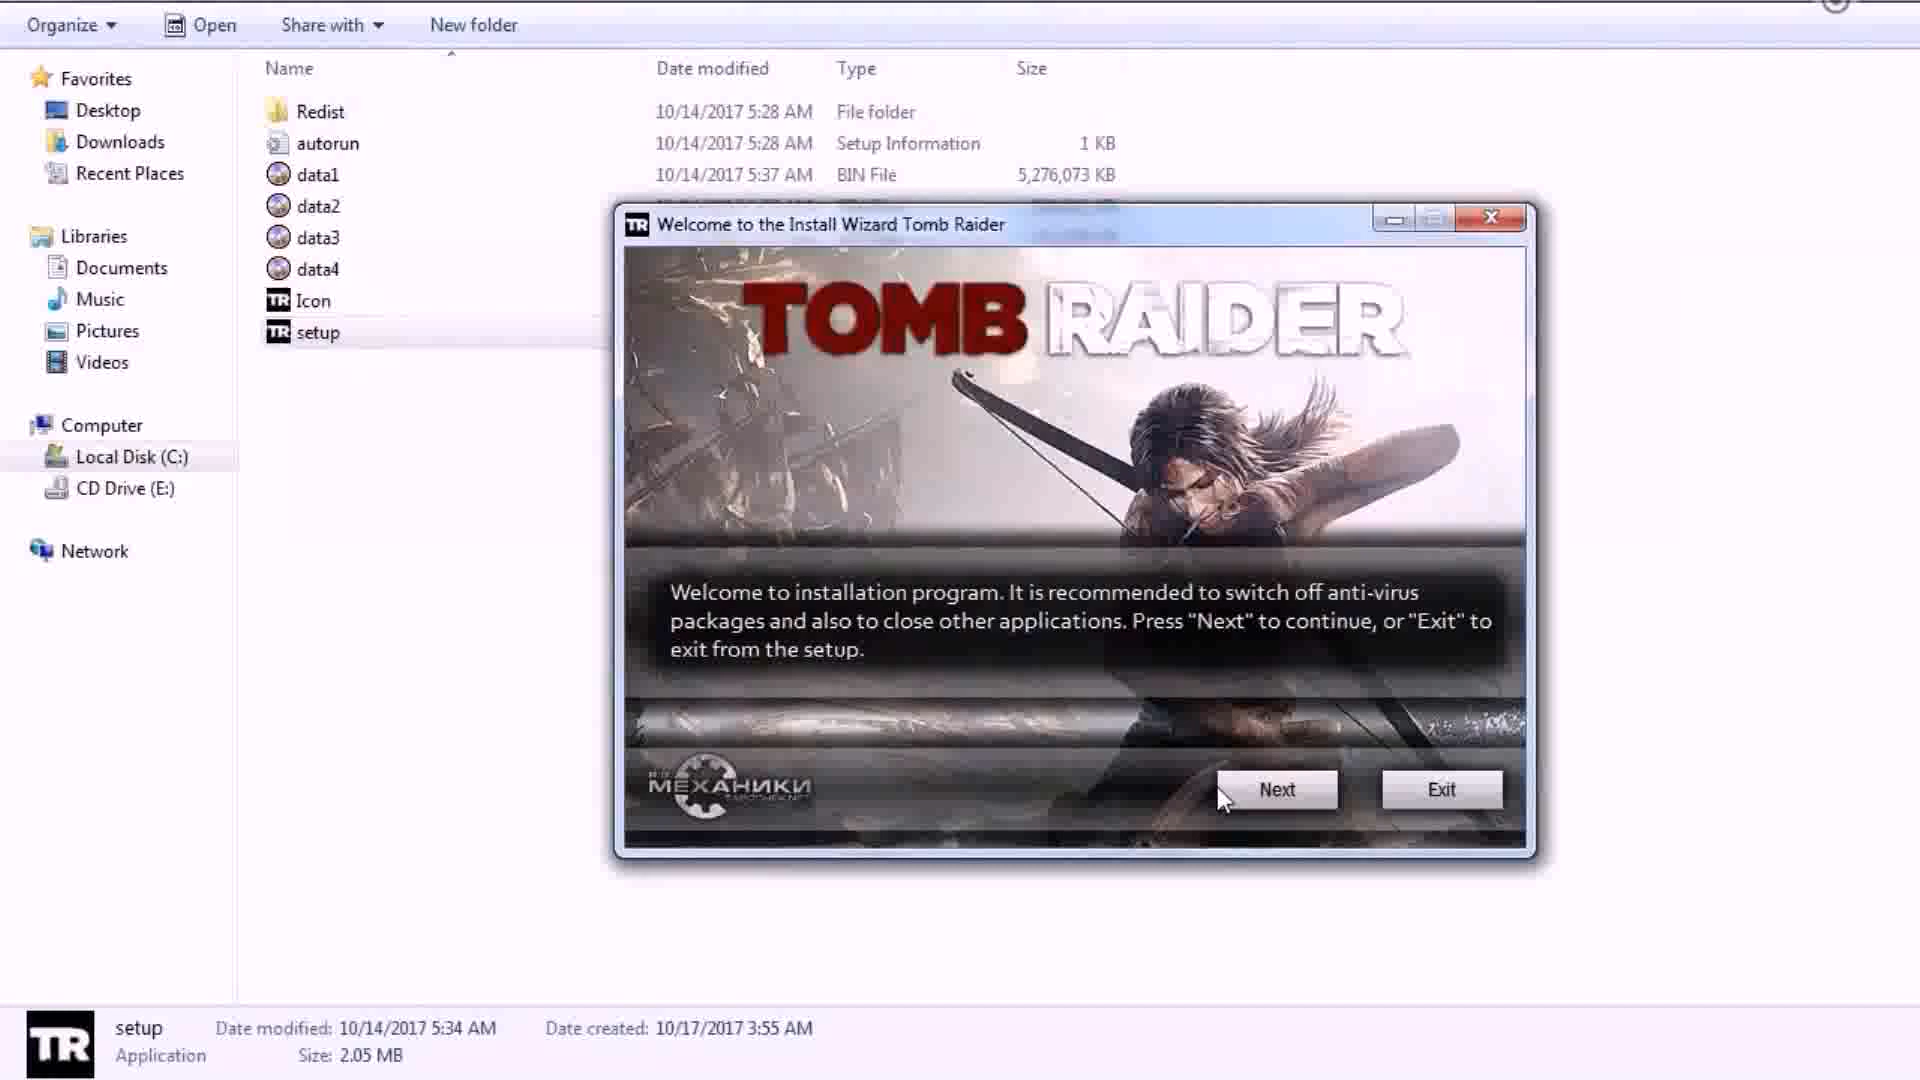 Organize Open Share with New folder
Name Date modified Type Size
Favorites
Desktop
Downloads
Recent Places
Libraries
Documents
Music
Pictures
Videos
Computer
Local Disk (C:)
CD Drive (E:)
Network
Redist 10/14/2017 5:28 AM File folder
autorun 10/14/2017 5:28 AM Setup Information 1 KB
data1 10/14/2017 5:37 AM BIN File 5,276,073 KB
data2
data3
data4
TR Icon
TR setup
TR Welcome to the Install Wizard Tomb Raider
TOMB RAIDER
Welcome to installation program. It is recommended to switch off anti-virus
packages and also to close other applications. Press "Next" to continue, or "Exit" to
exit from the setup.
МЕХАНИКИ
Next Exit
TR
setup Date modified: 10/14/2017 5:34 AM Date created: 10/17/2017 3:55 AM
Application Size: 2.05 MB